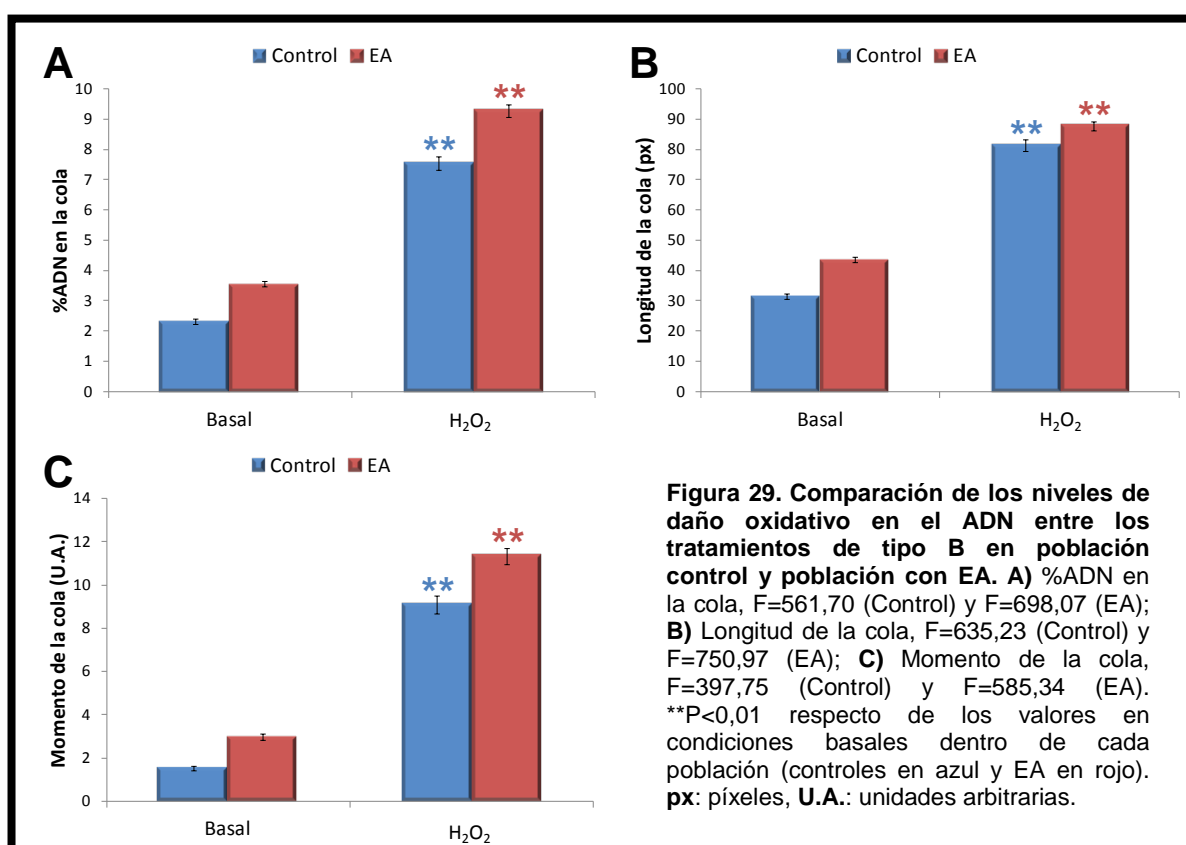 A
Control EA
%ADN en la cola
10
9
8
7
6
5
4
3
2
1
0
**
**
Basal
H₂O₂
B
Control EA
Longitud de la cola (px)
100
90
80
70
60
50
40
30
20
10
0
**
**
Basal
H₂O₂
C
Control EA
Momento de la cola (U.A.)
14
12
10
8
6
4
2
0
**
**
Basal
H₂O₂
Figura 29. Comparación de los niveles de
daño oxidativo en el ADN entre los
tratamientos de tipo B en población
control y población con EA. A) %ADN en
la cola, F=561,70 (Control) y F=698,07 (EA);
B) Longitud de la cola, F=635,23 (Control) y
F=750,97 (EA); C) Momento de la cola,
F=397,75 (Control) y F=585,34 (EA).
**P<0,01 respecto de los valores en
condiciones basales dentro de cada
población (controles en azul y EA en rojo).
px: píxeles, U.A.: unidades arbitrarias.